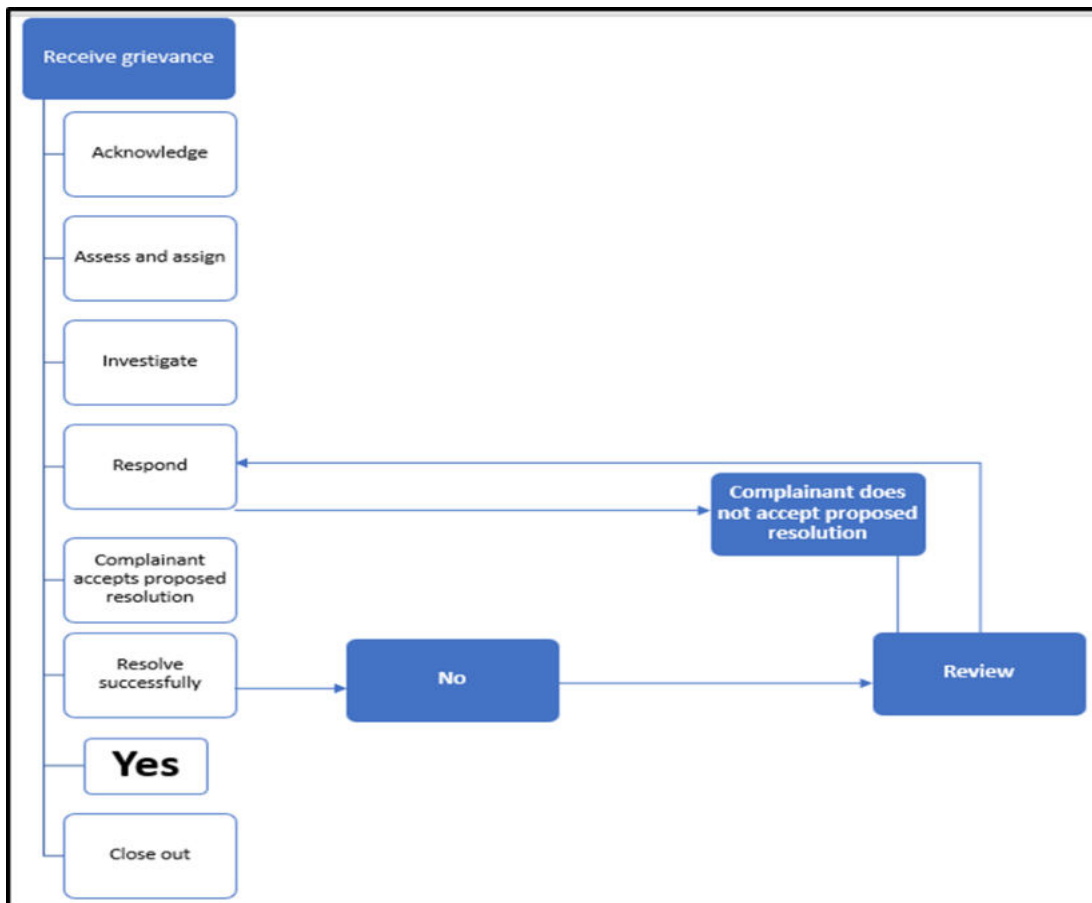 Receive grievance
Acknowledge
Assess and assign
Investigate
Respond
Complainant does
not accept proposed
resolution
Complainant
accepts proposed
resolution
Resolve
successfully
No
Review
Yes
Close out